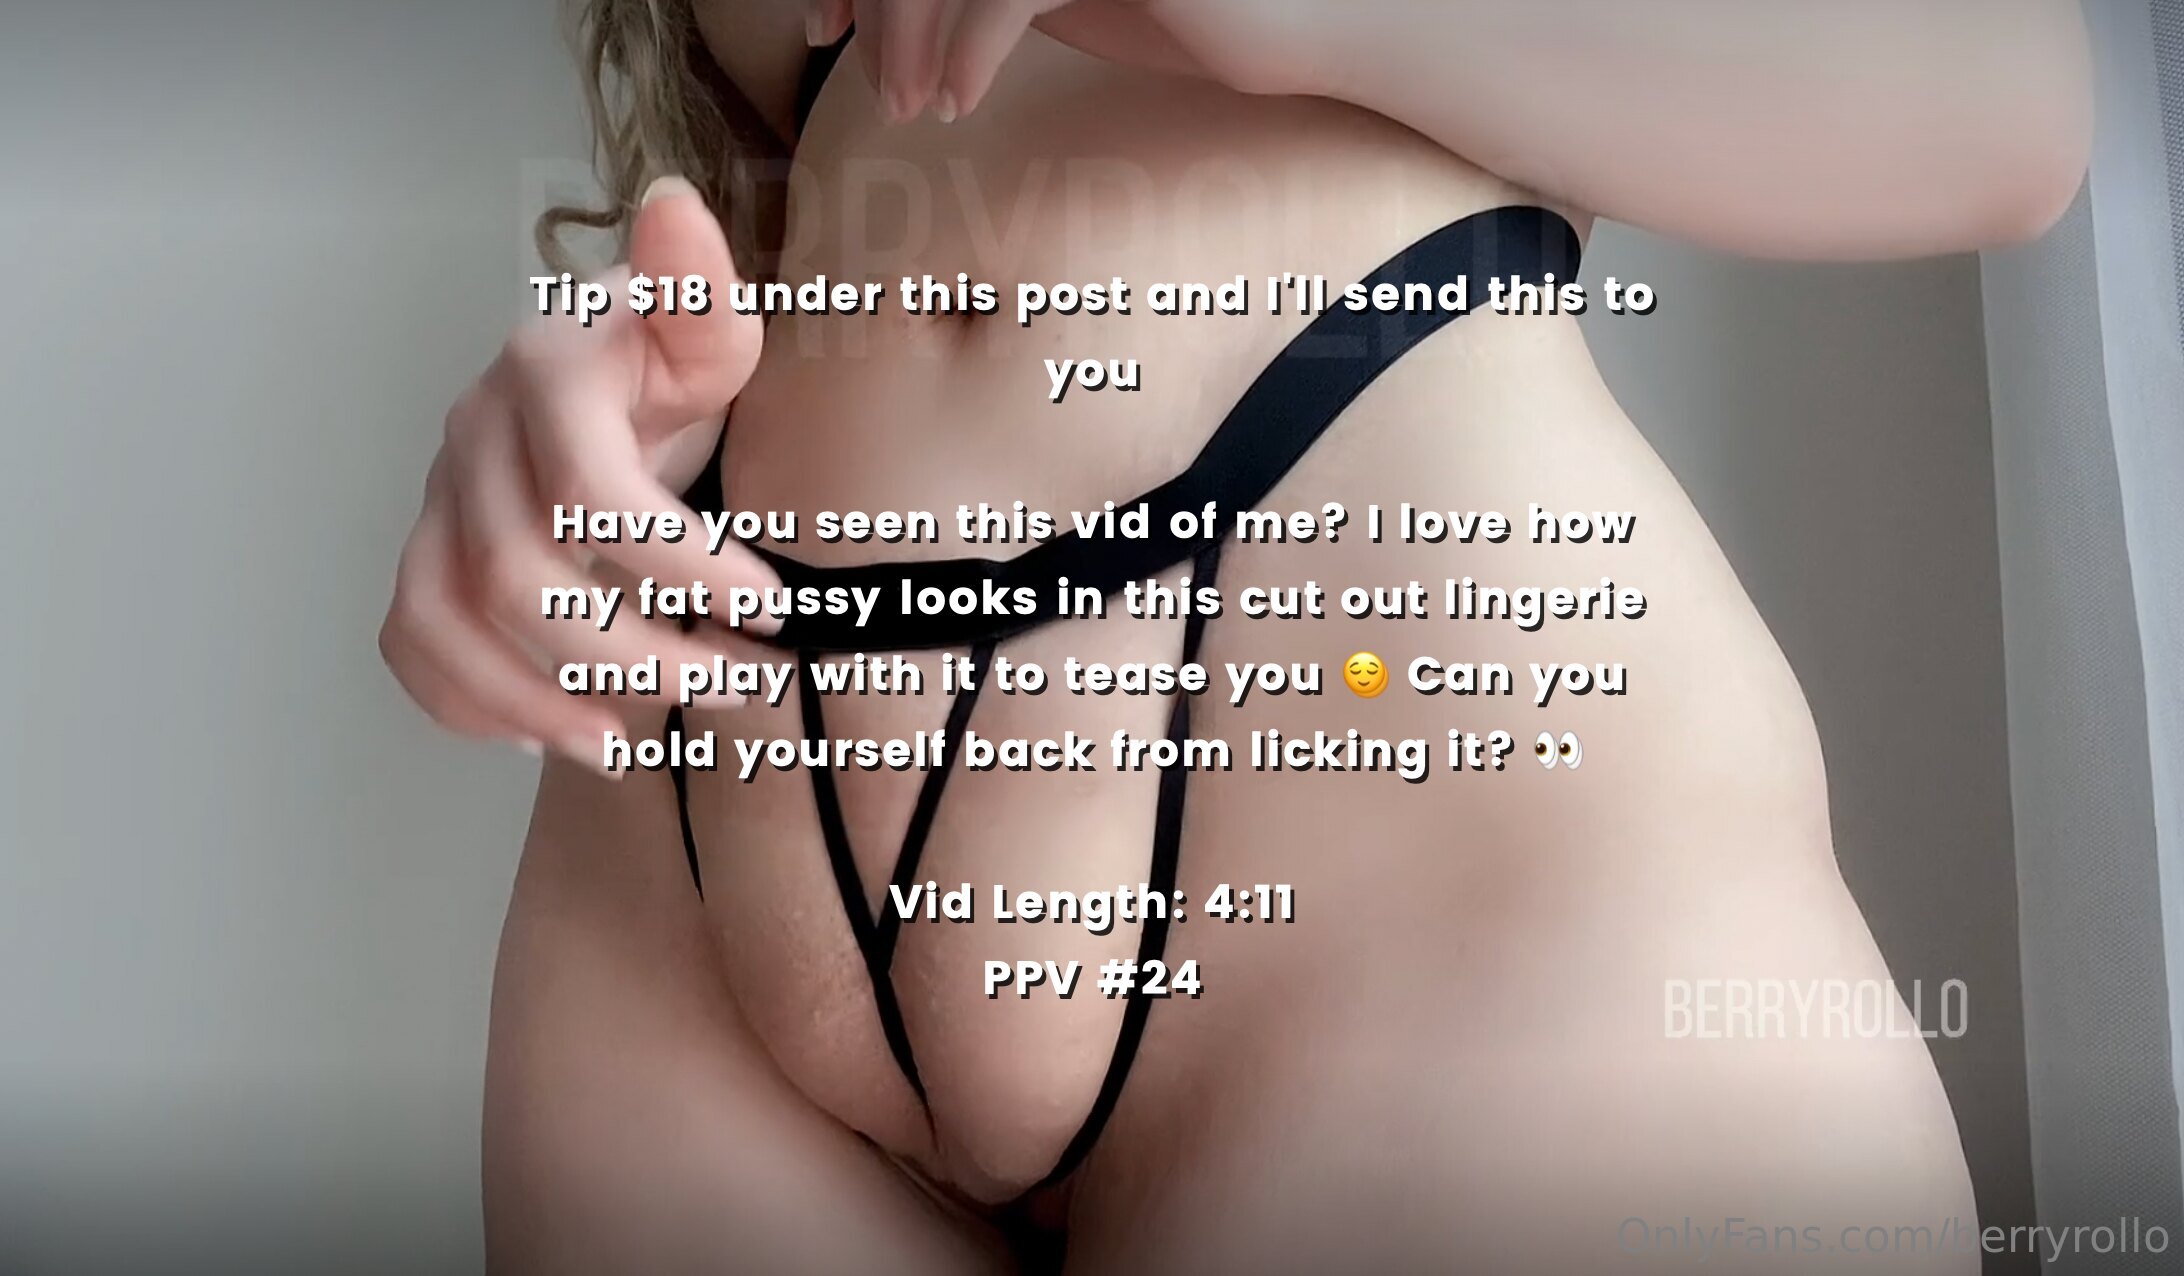 BERRYROLLO
Tip $18 under this post and I'll send this to
you
Have you seen this vid of me? I love how
my fat pussy looks in this cut out lingerie
and play with it to tease you 😌 Can you
hold yourself back from licking it? 👀
Vid Length: 4:11
PPV #24
BERRYROLLO
OnlyFans.com/berryrollo